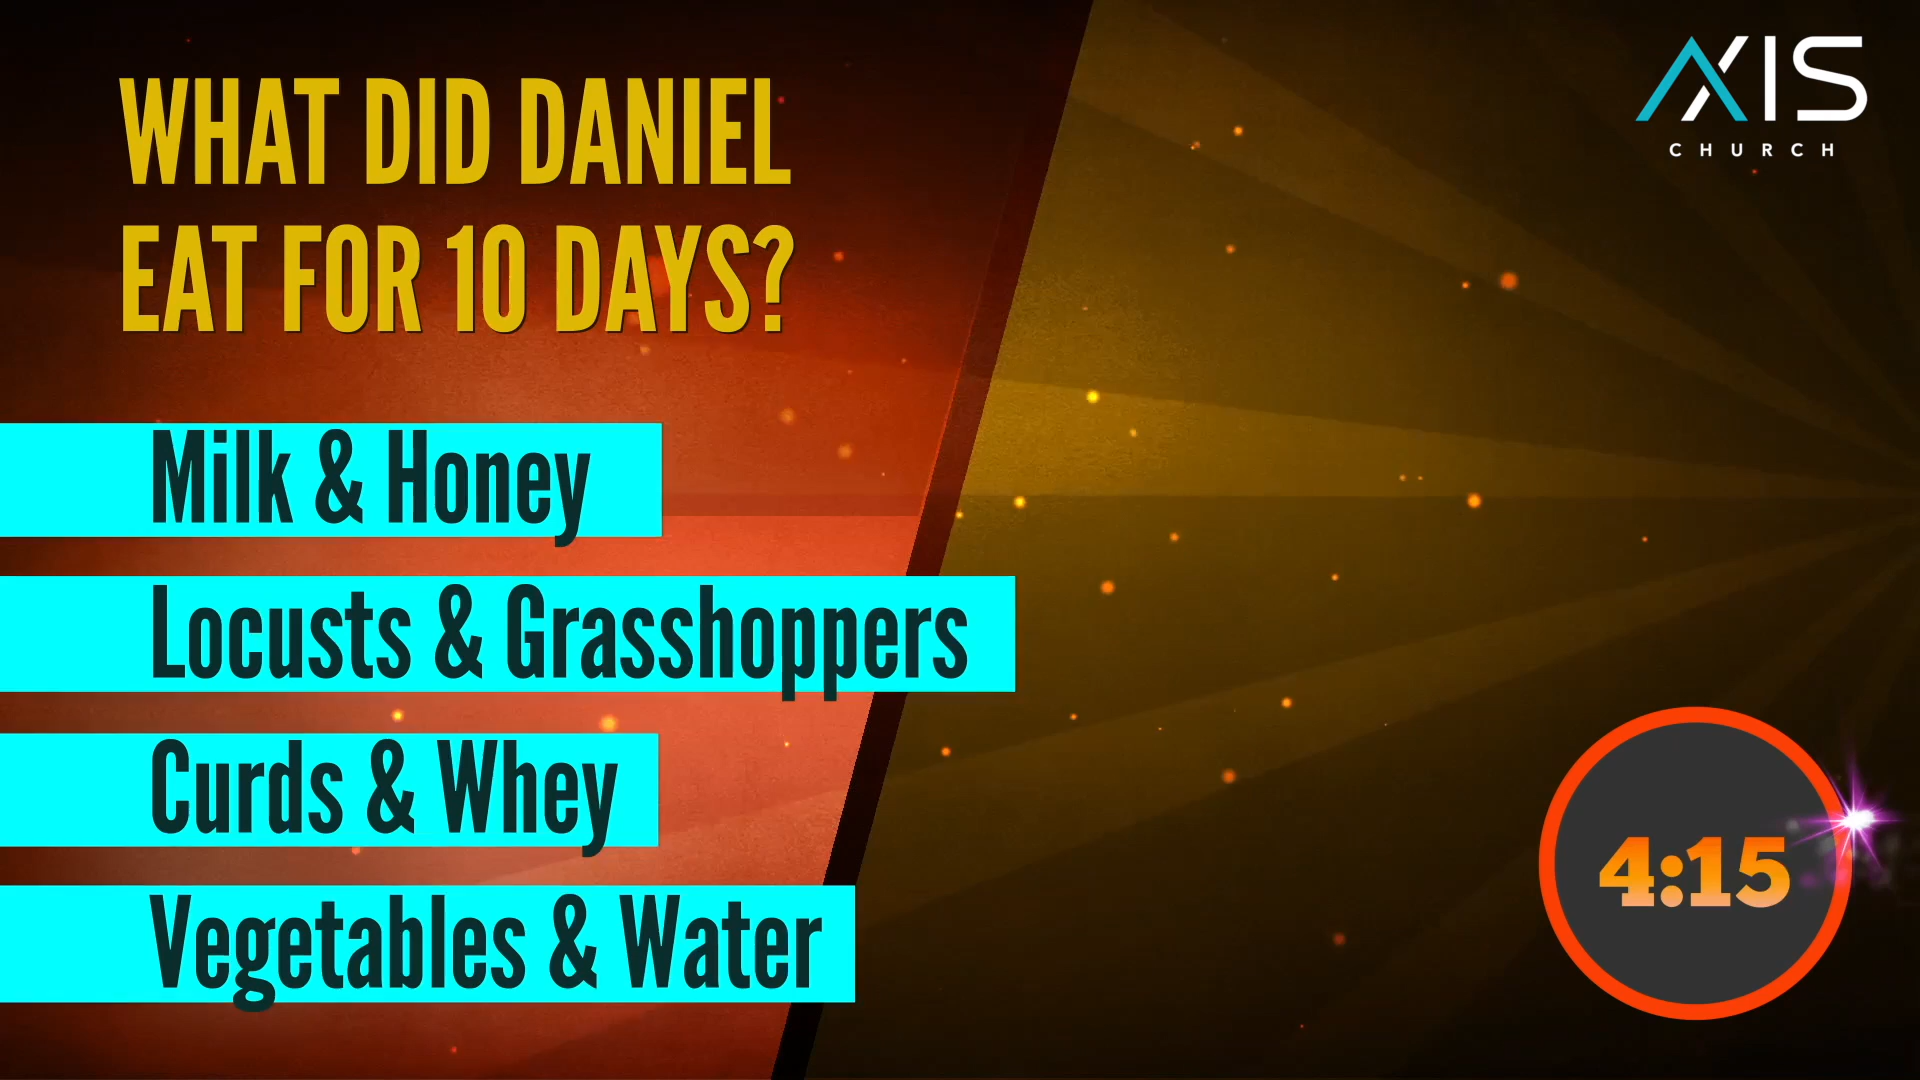 WHAT DID DANIEL
EAT FOR 10 DAYS?
Milk & Honey
Locusts & Grasshoppers
Curds & Whey
Vegetables & Water
AXIS
CHURCH
4:15